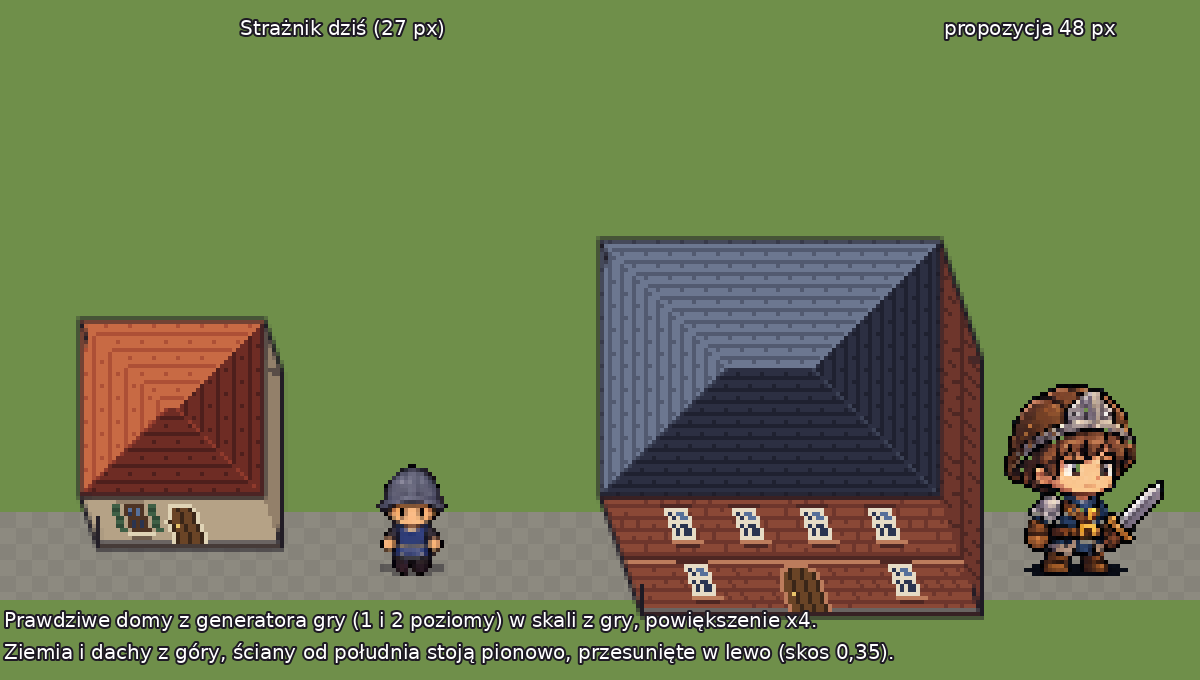 Strażnik dziś (27 px)
propozycja 48 px
Prawdziwe domy z generatora gry (1 i 2 poziomy) w skali z gry, powiększenie x4.
Ziemia i dachy z góry, ściany od południa stoją pionowo, przesunięte w lewo (skos 0,35).